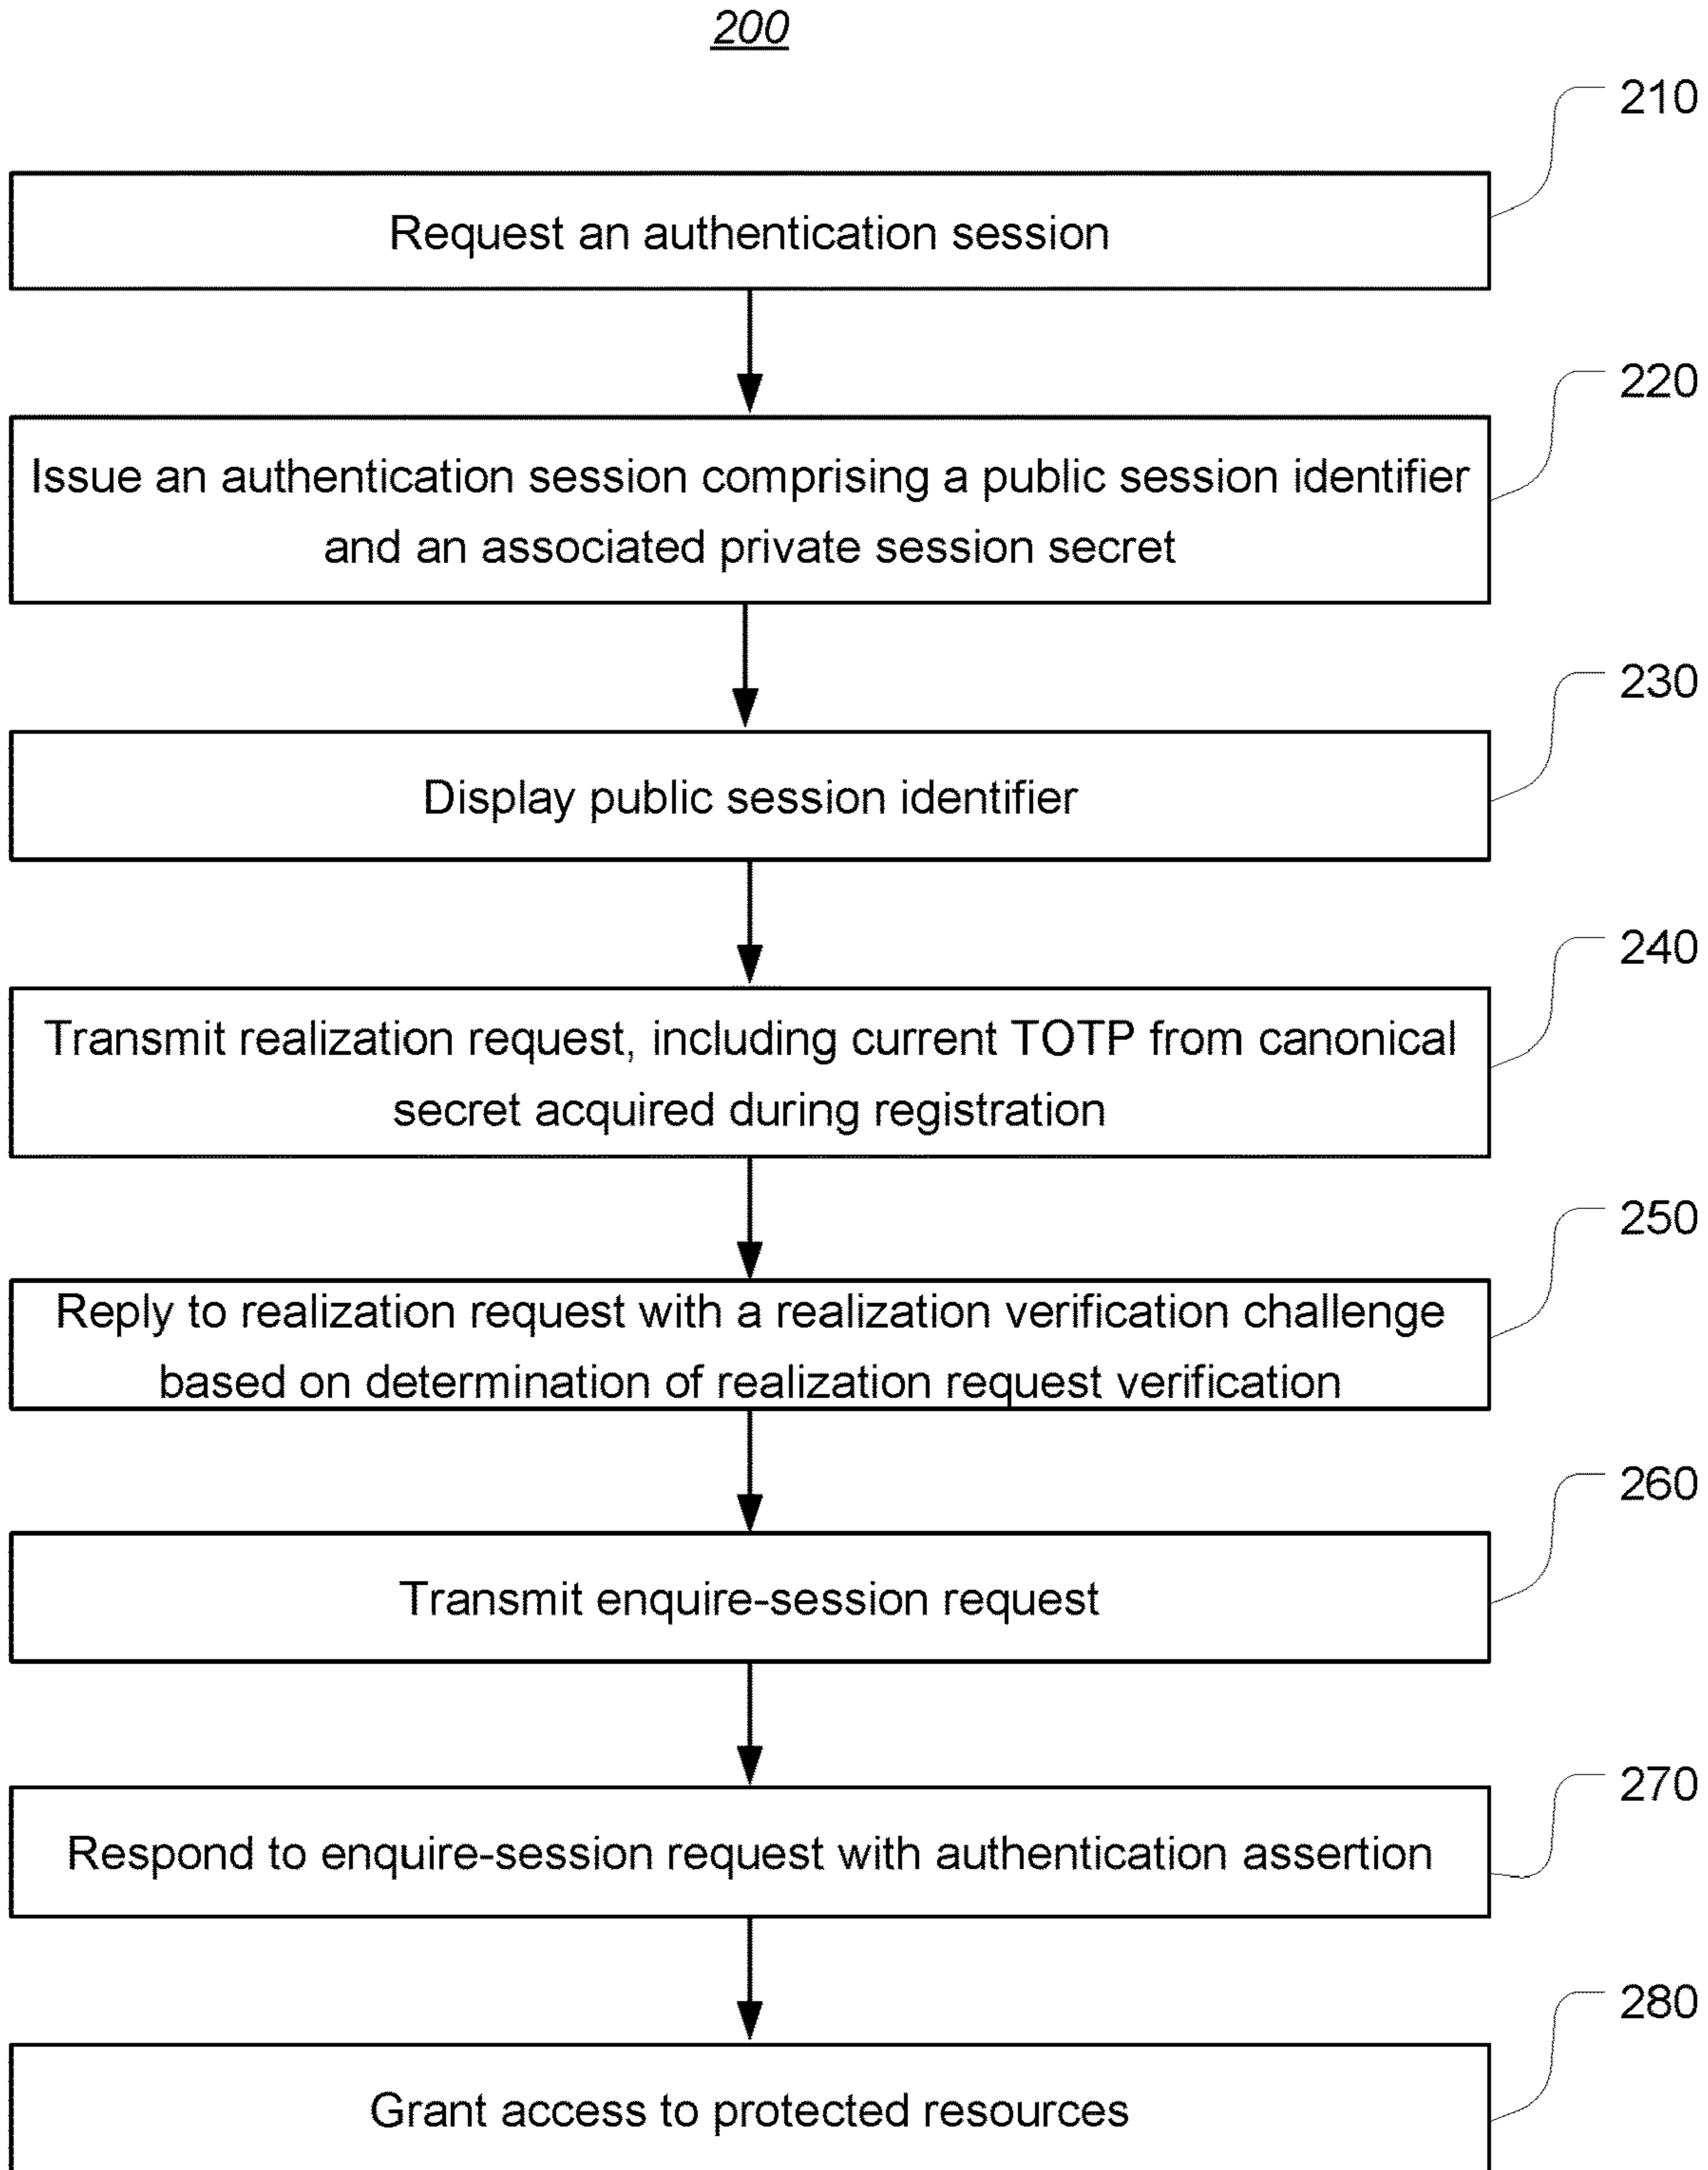 200
210
Request an authentication session
220
Issue an authentication session comprising a public session identifier
and an associated private session secret
230
Display public session identifier
240
Transmit realization request, including current TOTP from canonical
secret acquired during registration
250
Reply to realization request with a realization verification challenge
based on determination of realization request verification
260
Transmit enquire-session request
270
Respond to enquire-session request with authentication assertion
280
Grant access to protected resources